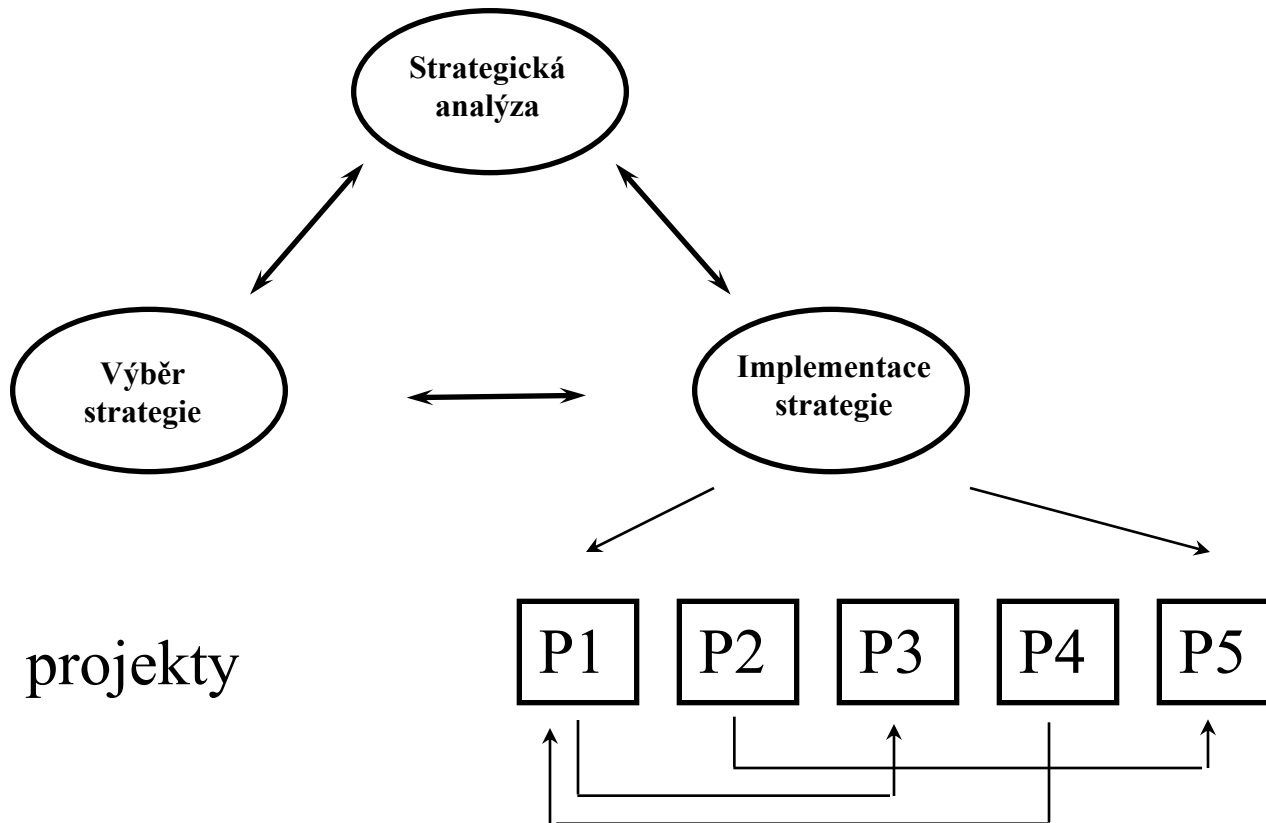 Strategická
analýza
Výběr
strategie
Implementace
strategie
projekty
P1
P2
P3
P4
P5